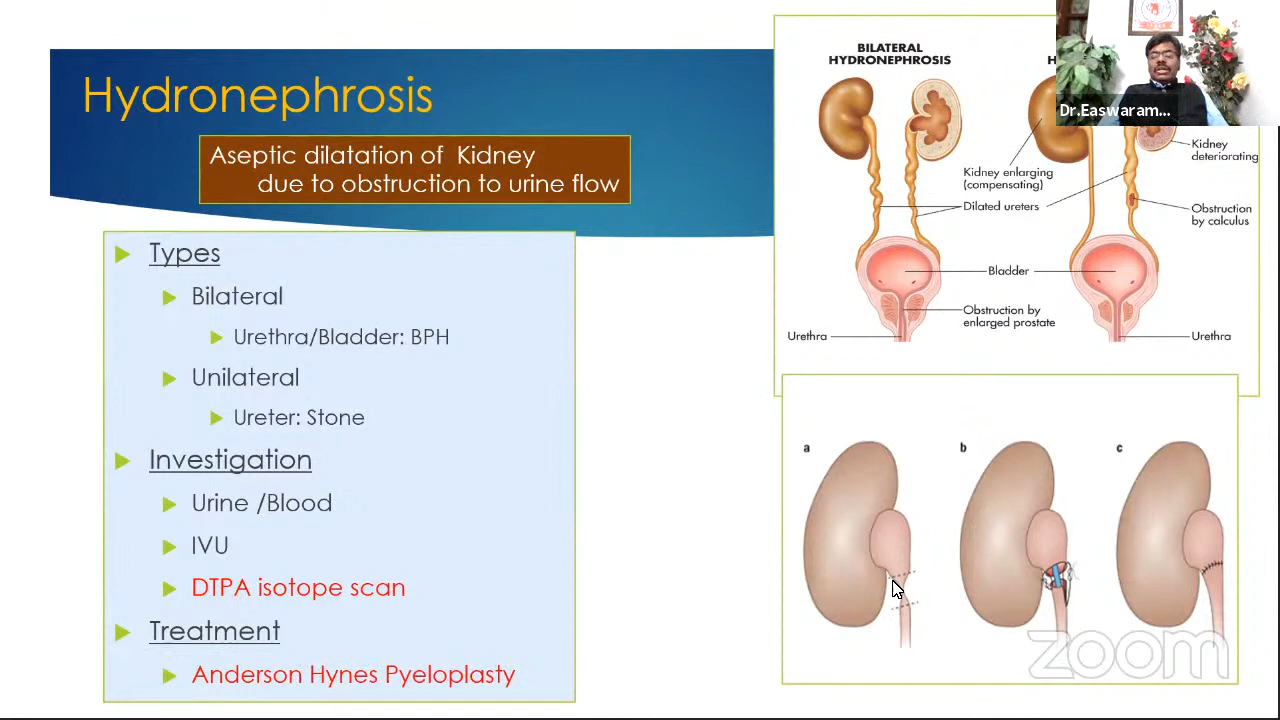 Hydronephrosis
Aseptic dilatation of Kidney
due to obstruction to urine flow
Types
Bilateral
Urethra/Bladder: BPH
Unilateral
Ureter: Stone
Investigation
Urine /Blood
IVU
DTPA isotope scan
Treatment
Anderson Hynes Pyeloplasty
BILATERAL
HYDRONEPHROSIS
H
Dr.Easwaram...
Kidney
deteriorating
Kidney enlarging
(compensating)
Dilated ureters
Obstruction
by calculus
Bladder
Obstruction by
enlarged prostate
Urethra
Urethra
a
b
c
zoom